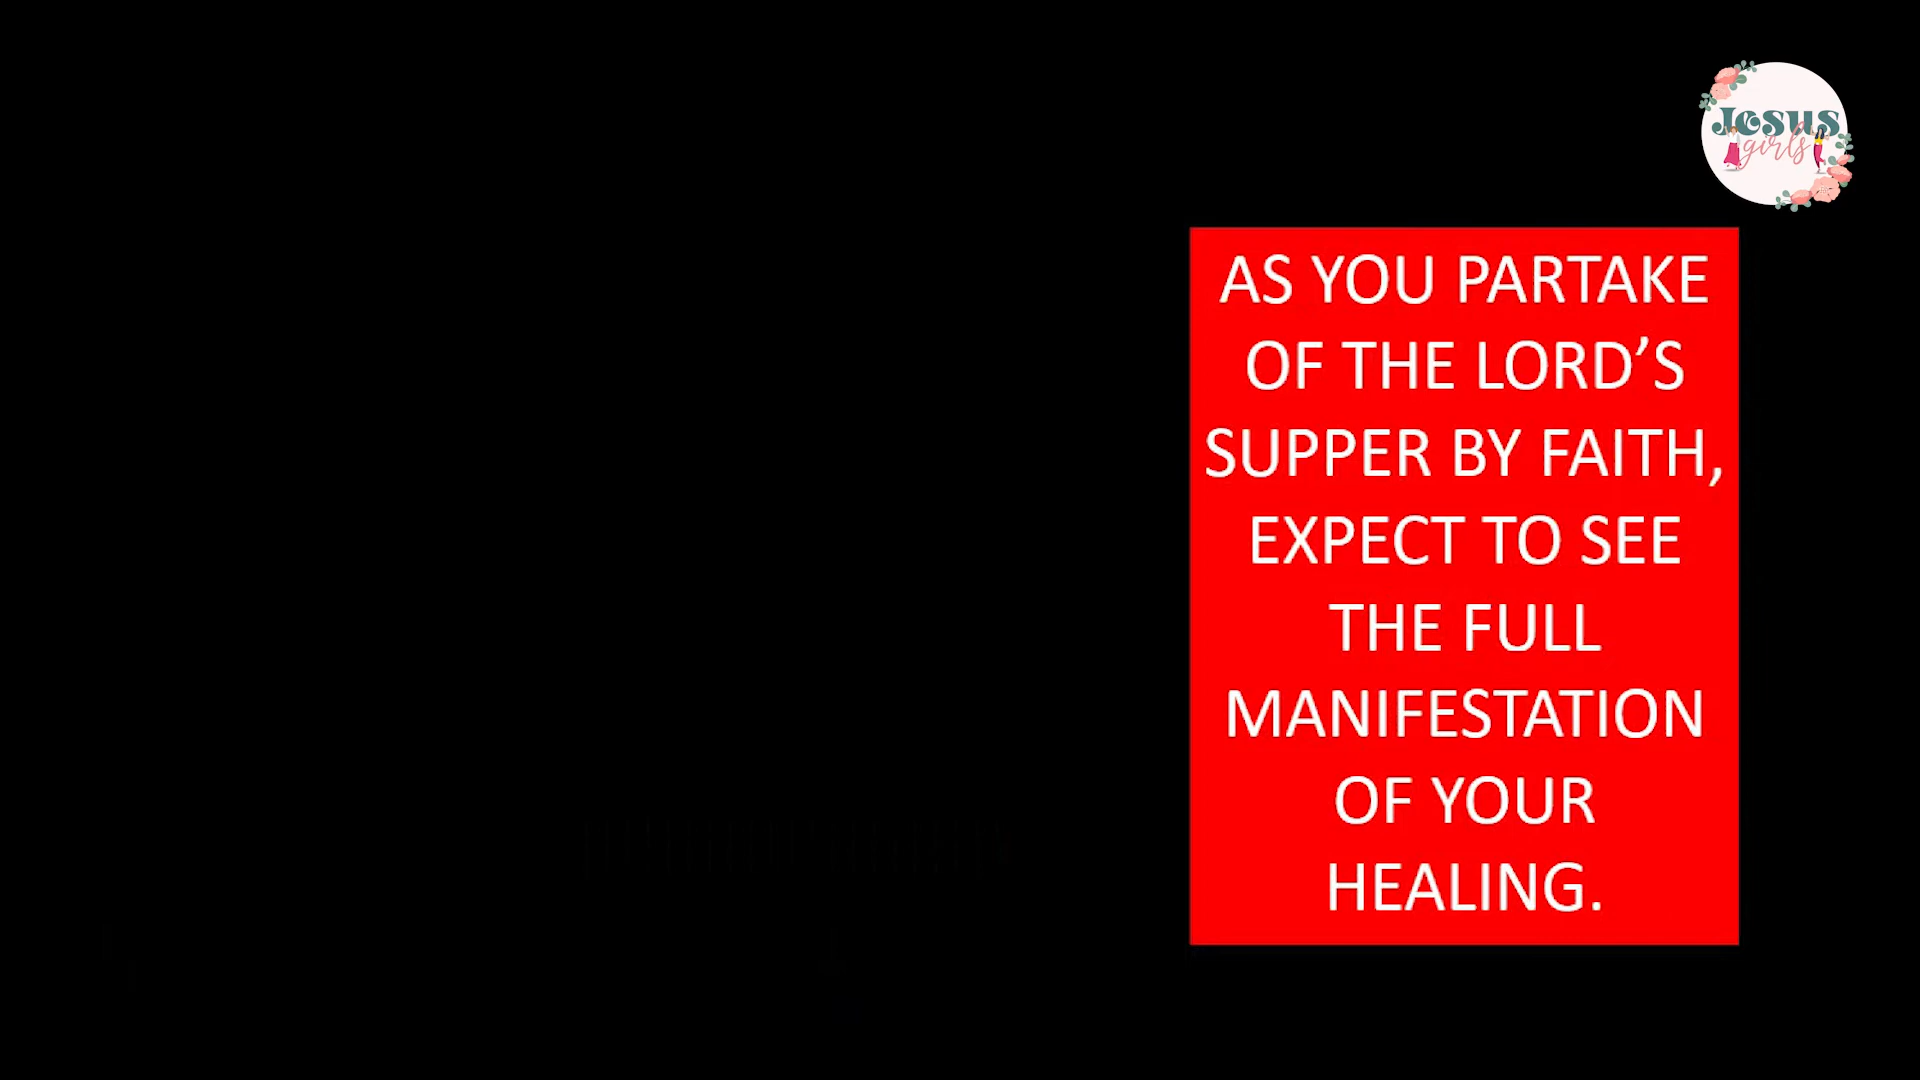 Jesus
girls
AS YOU PARTAKE
OF THE LORD’S
SUPPER BY FAITH,
EXPECT TO SEE
THE FULL
MANIFESTATION
OF YOUR
HEALING.